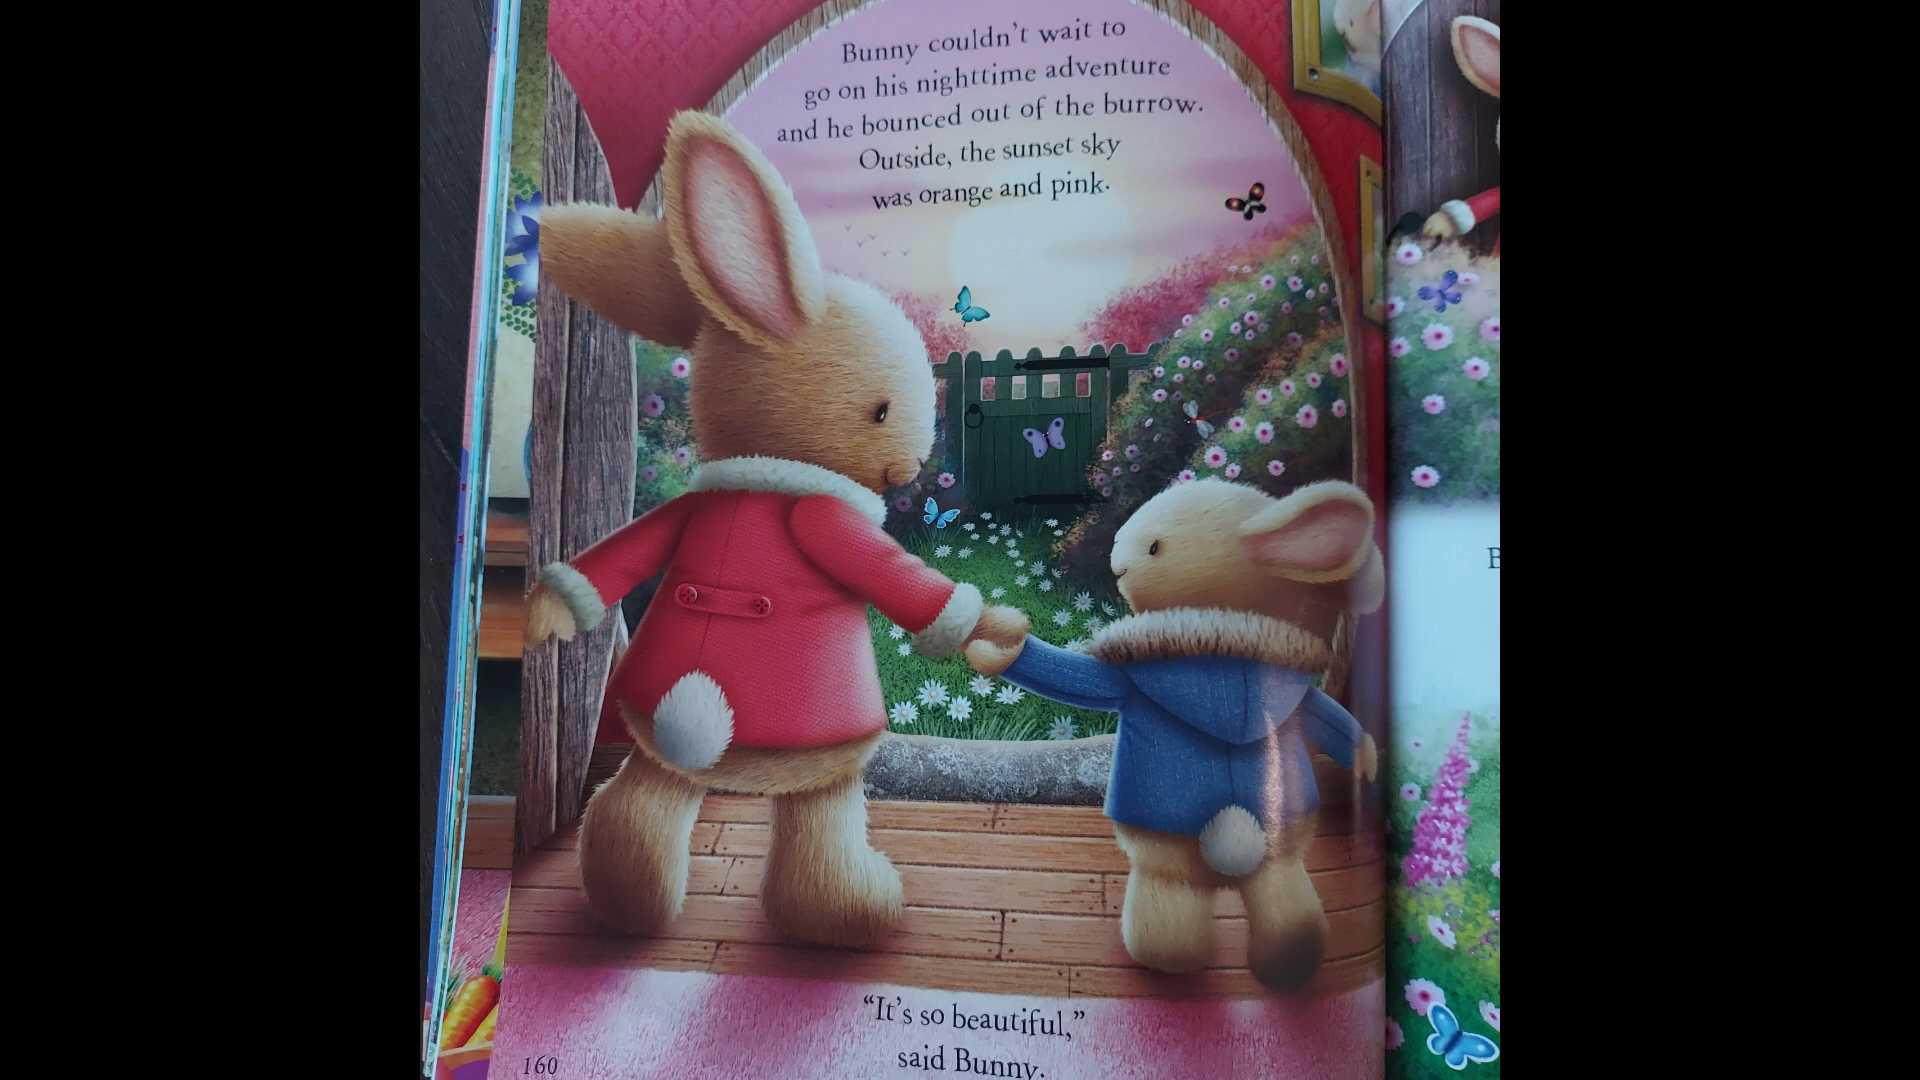 Bunny couldn't wait to
go on his nighttime adventure
and he bounced out of the burrow.
Outside, the sunset sky
was orange and pink.
“It's so beautiful,”
said Bunny.
160